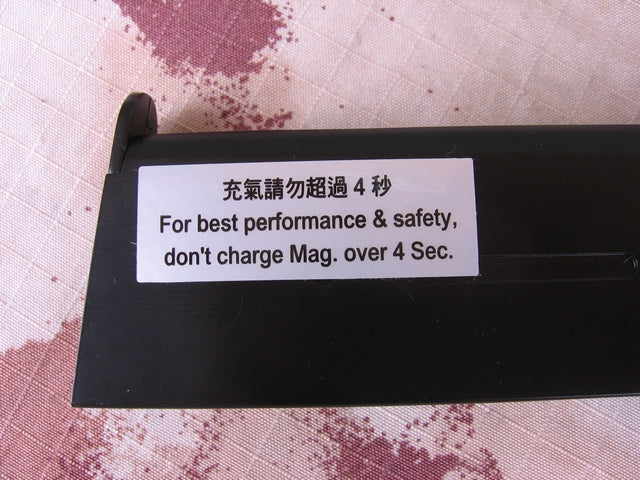 充氣請勿超過 4 秒
For best performance & safety,
don't charge Mag. over 4 Sec.